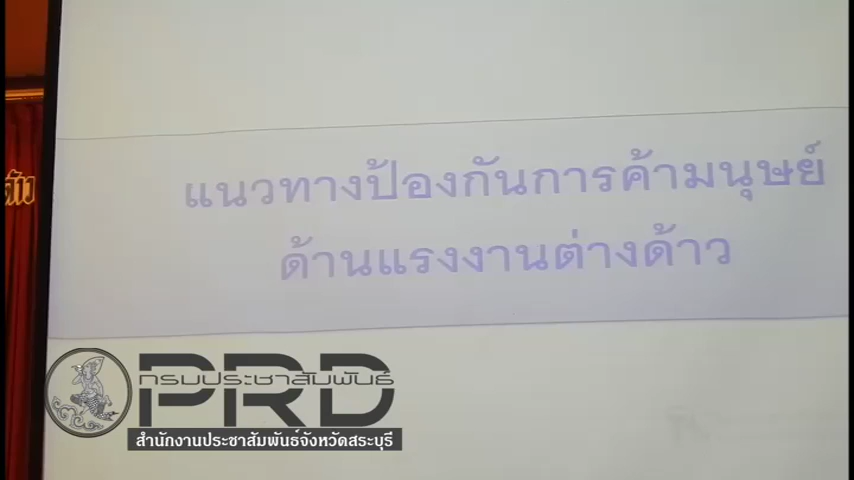 แนวทางป้องกันการค้ามนุษย์
ด้านแรงงานต่างด้าว
PRD
กรมประชาสัมพันธ์
สำนักงานประชาสัมพันธ์จังหวัดสระบุรี